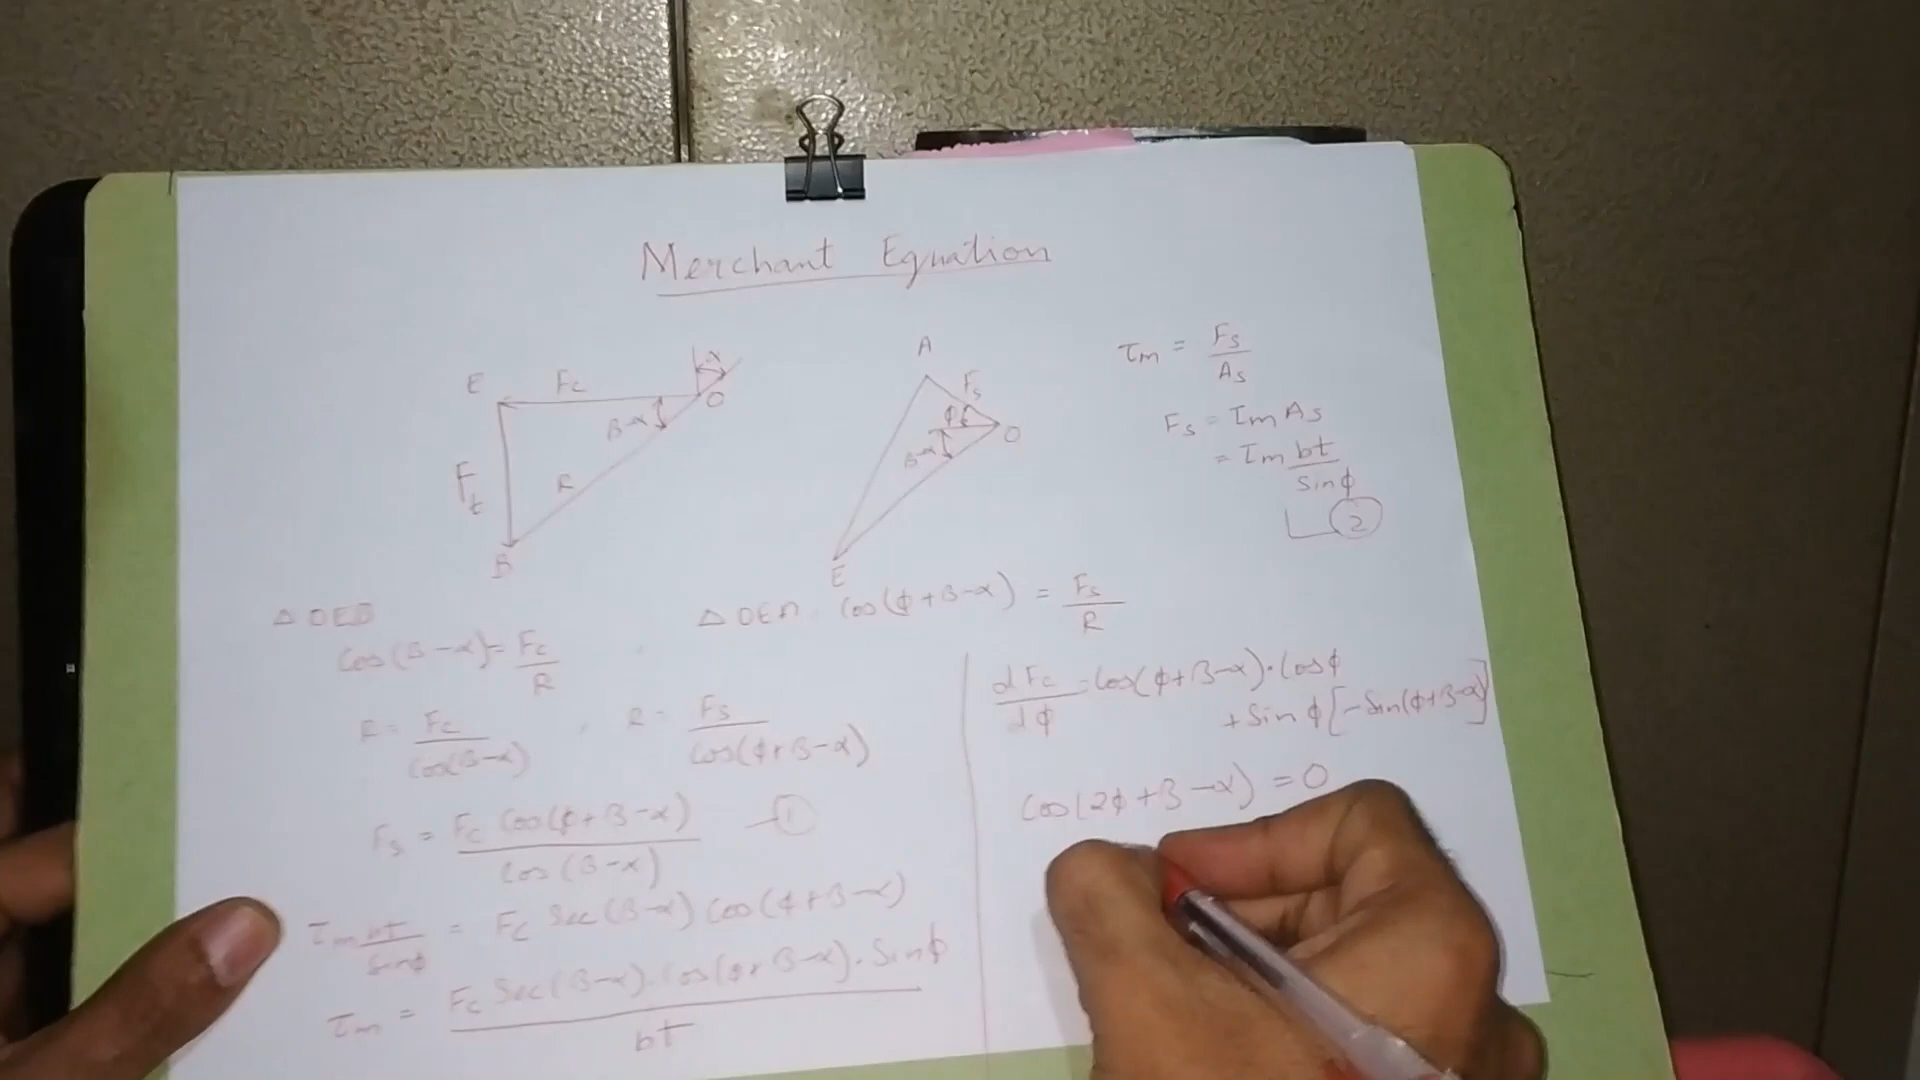 Merchant Equation
E Fc α O
β-α
Ft R
B
A
Fs
ϕ O
β-α
E
τm = Fs / As
Fs = τm As
= τm bt / sinϕ
2
Δ OEB
Cos(β-α) = Fc / R
R = Fc / Cos(β-α) , R = Fs / Cos(ϕ+β-α)
Fs = Fc Cos(ϕ+β-α) / Cos(β-α) — 1
τm bt / sinϕ = Fc Sec(β-α) Cos(ϕ+β-α)
τm = Fc Sec(β-α).Cos(ϕ+β-α).Sinϕ / bt
Δ OEA. Cos(ϕ+β-α) = Fs / R
dFc / dϕ = Cos(ϕ+β-α).Cosϕ
+ Sinϕ[-Sin(ϕ+β-α)]
Cos(2ϕ+β-α) = 0